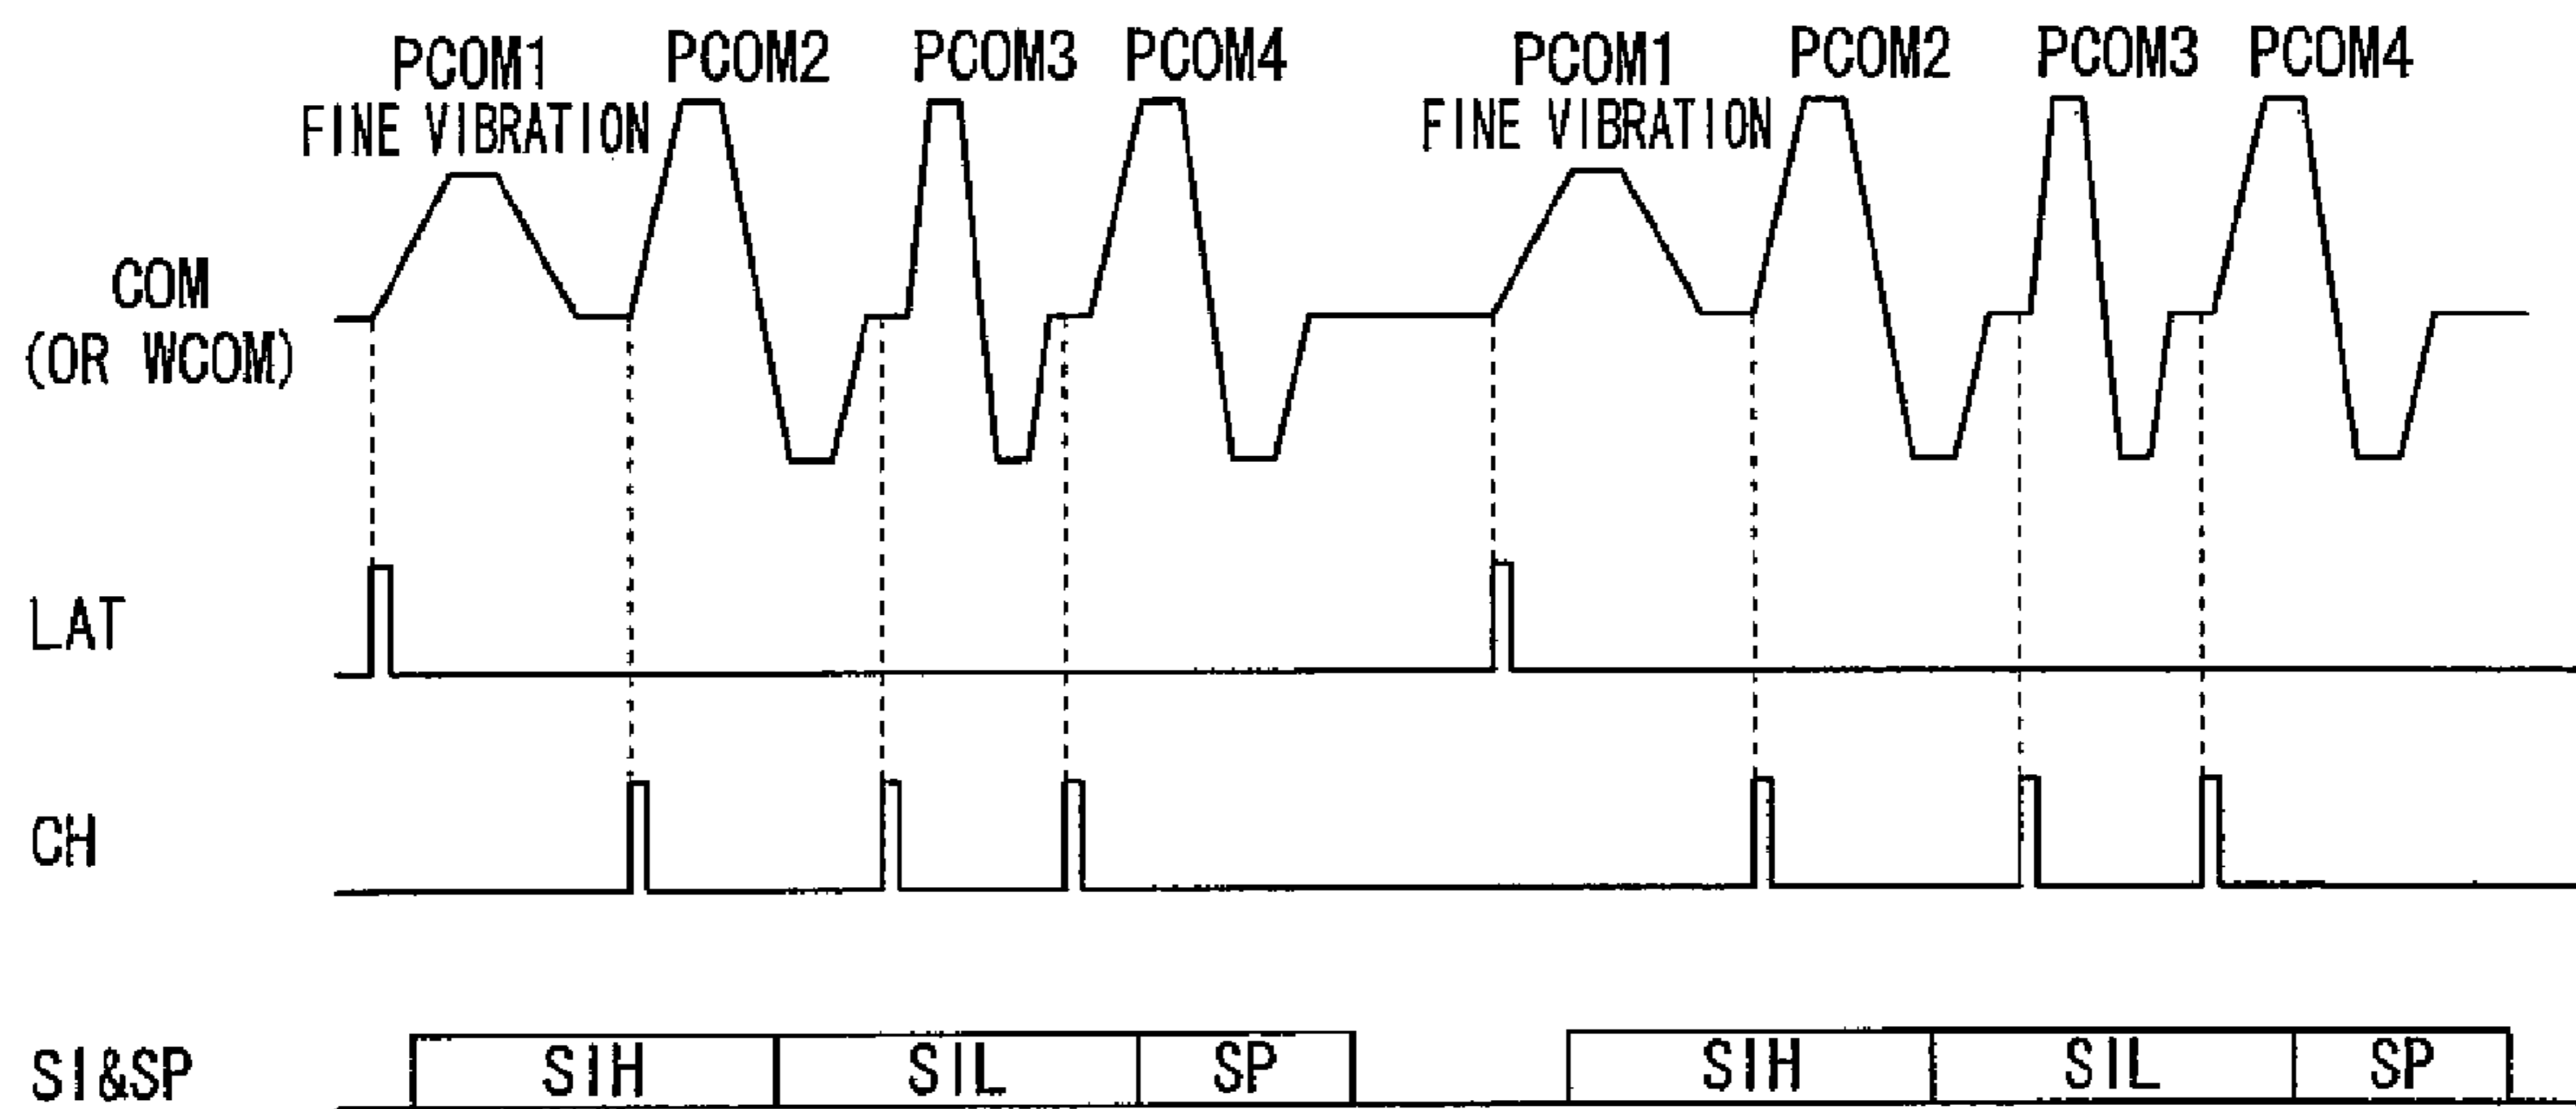 PCOM1 PCOM2 PCOM3 PCOM4 PCOM1 PCOM2 PCOM3 PCOM4
FINE VIBRATION FINE VIBRATION
COM
(OR WCOM)
LAT
CH
SI&SP SIH SIL SP SIH SIL SP